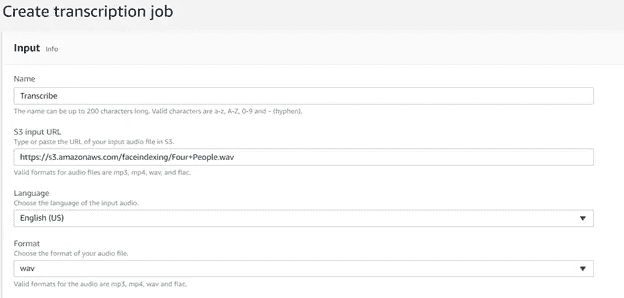 Create transcription job
Input Info
Name
Transcribe
The name can be up to 200 characters long. Valid characters are a-z, A-Z, 0-9 and - (hyphen).
S3 input URL
Type or paste the URL of your input audio file in S3.
https://s3.amazonaws.com/faceindexing/Four+People.wav
Valid formats for audio files are mp3, mp4, wav, and flac.
Language
Choose the language of the input audio.
English (US)
Format
Choose the format of your audio file.
wav
Valid formats for the audio are mp3, mp4, wav and flac.